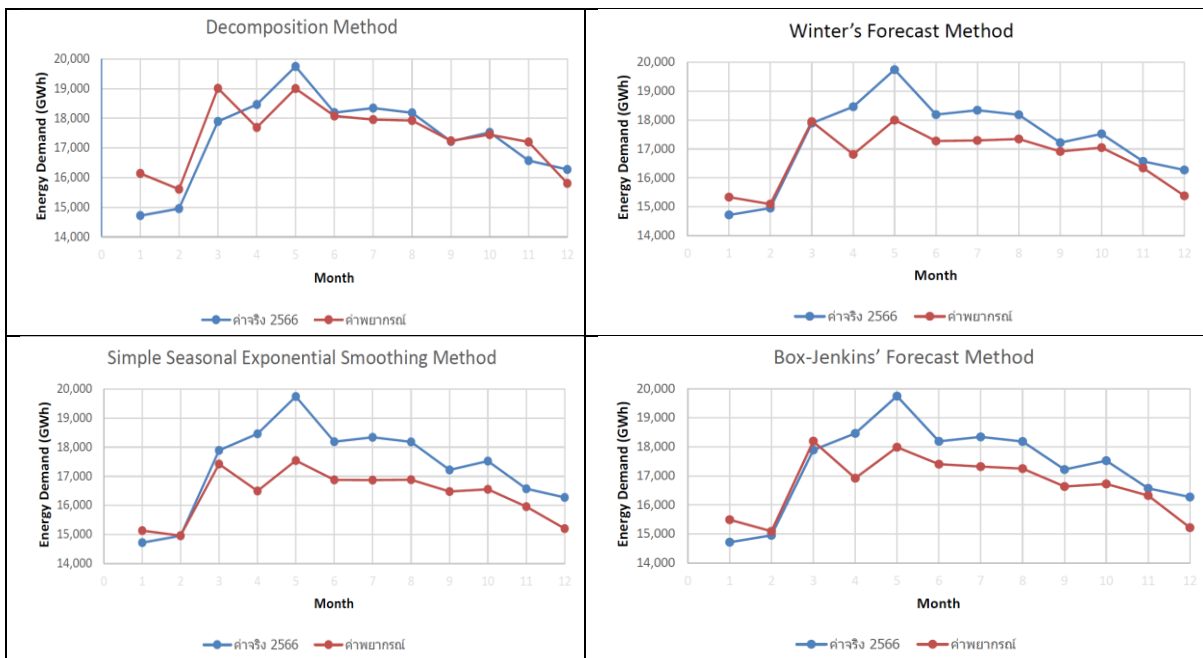 Decomposition Method
20,000
19,000
18,000
17,000
16,000
15,000
14,000
Energy Demand (GWh)
0 1 2 3 4 5 6 7 8 9 10 11 12
Month
ค่าจริง 2566 ค่าพยากรณ์
Winter's Forecast Method
20,000
19,000
18,000
17,000
16,000
15,000
14,000
Energy Demand (GWh)
0 1 2 3 4 5 6 7 8 9 10 11 12
Month
ค่าจริง 2566 ค่าพยากรณ์
Simple Seasonal Exponential Smoothing Method
20,000
19,000
18,000
17,000
16,000
15,000
14,000
Energy Demand (GWh)
0 1 2 3 4 5 6 7 8 9 10 11 12
Month
ค่าจริง 2566 ค่าพยากรณ์
Box-Jenkins' Forecast Method
20,000
19,000
18,000
17,000
16,000
15,000
14,000
Energy Demand (GWh)
0 1 2 3 4 5 6 7 8 9 10 11 12
Month
ค่าจริง 2566 ค่าพยากรณ์